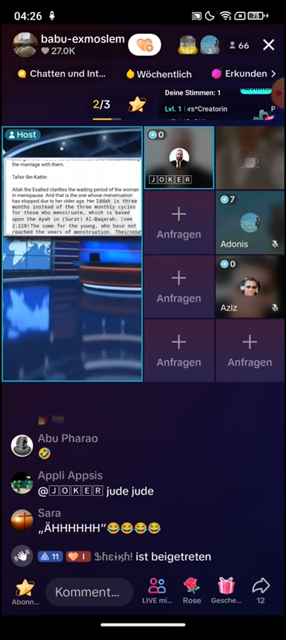 04:26
73
babu-exmoslem
27.0K
66
Chatten und Int...
Wöchentlich
Erkunden
2/3
Deine Stimmen: 1
Lvl. 1
rs*Creatorin
Host
the marriage with them.
Tafsir Ibn Kathir:
Allah the Exalted clarifies the waiting period of the woman
in menopause. And that is the one whose menstruation
has stopped due to her older age. Her Iddah is three
months instead of the three monthly cycles
for those who menstruate, which is based
upon the Ayah in (Surat) Al-Baqarah. [see
2:228] The same for the young, who have not
reached the years of menstruation. Their
0
JOKER
Anfragen
7
Adonis
Anfragen
0
Aziz
Anfragen
Anfragen
Anfragen
Abu Pharao
🤣
Appli Appsis
@JOKER jude jude
Sara
„ÄHHHHHH“😂😂😂😂
11
I
ist beigetreten
Abonn...
Komment...
LIVE mi...
Rose
Gesche...
12